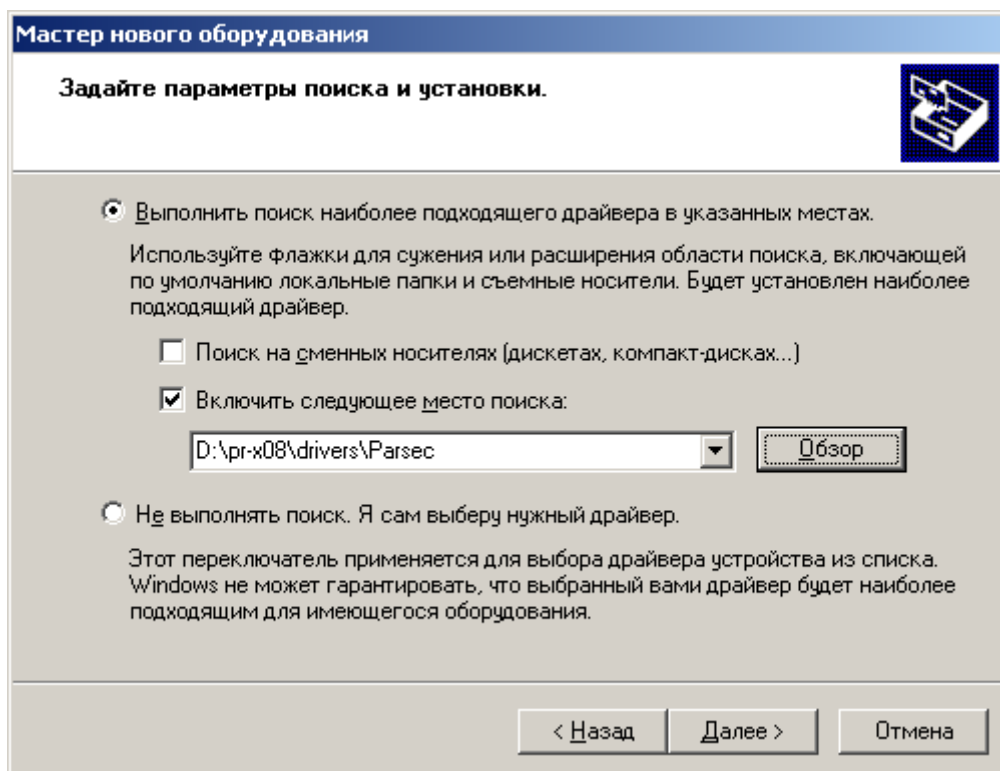 Мастер нового оборудования
Задайте параметры поиска и установки.
Выполнить поиск наиболее подходящего драйвера в указанных местах.
Используйте флажки для сужения или расширения области поиска, включающей
по умолчанию локальные папки и съемные носители. Будет установлен наиболее
подходящий драйвер.
Поиск на сменных носителях (дискетах, компакт-дисках...)
Включить следующее место поиска:
D:\pr-x08\drivers\Parsec
Обзор
Не выполнять поиск. Я сам выберу нужный драйвер.
Этот переключатель применяется для выбора драйвера устройства из списка.
Windows не может гарантировать, что выбранный вами драйвер будет наиболее
подходящим для имеющегося оборудования.
< Назад Далее > Отмена